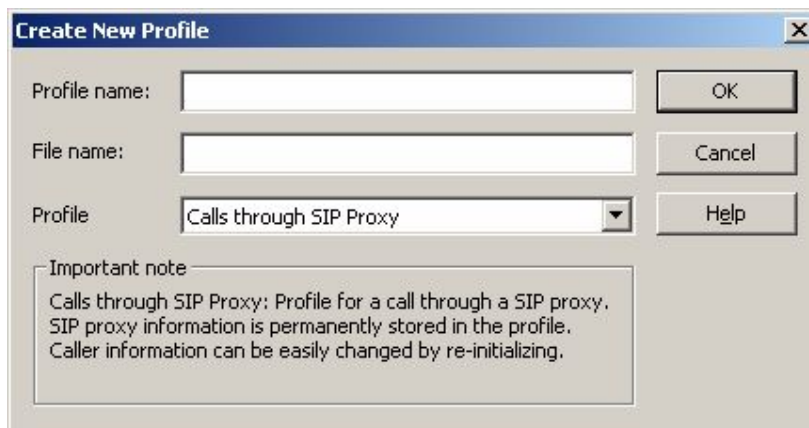 Create New Profile
Profile name:
OK
File name:
Cancel
Profile
Calls through SIP Proxy
Help
Important note
Calls through SIP Proxy: Profile for a call through a SIP proxy.
SIP proxy information is permanently stored in the profile.
Caller information can be easily changed by re-initializing.